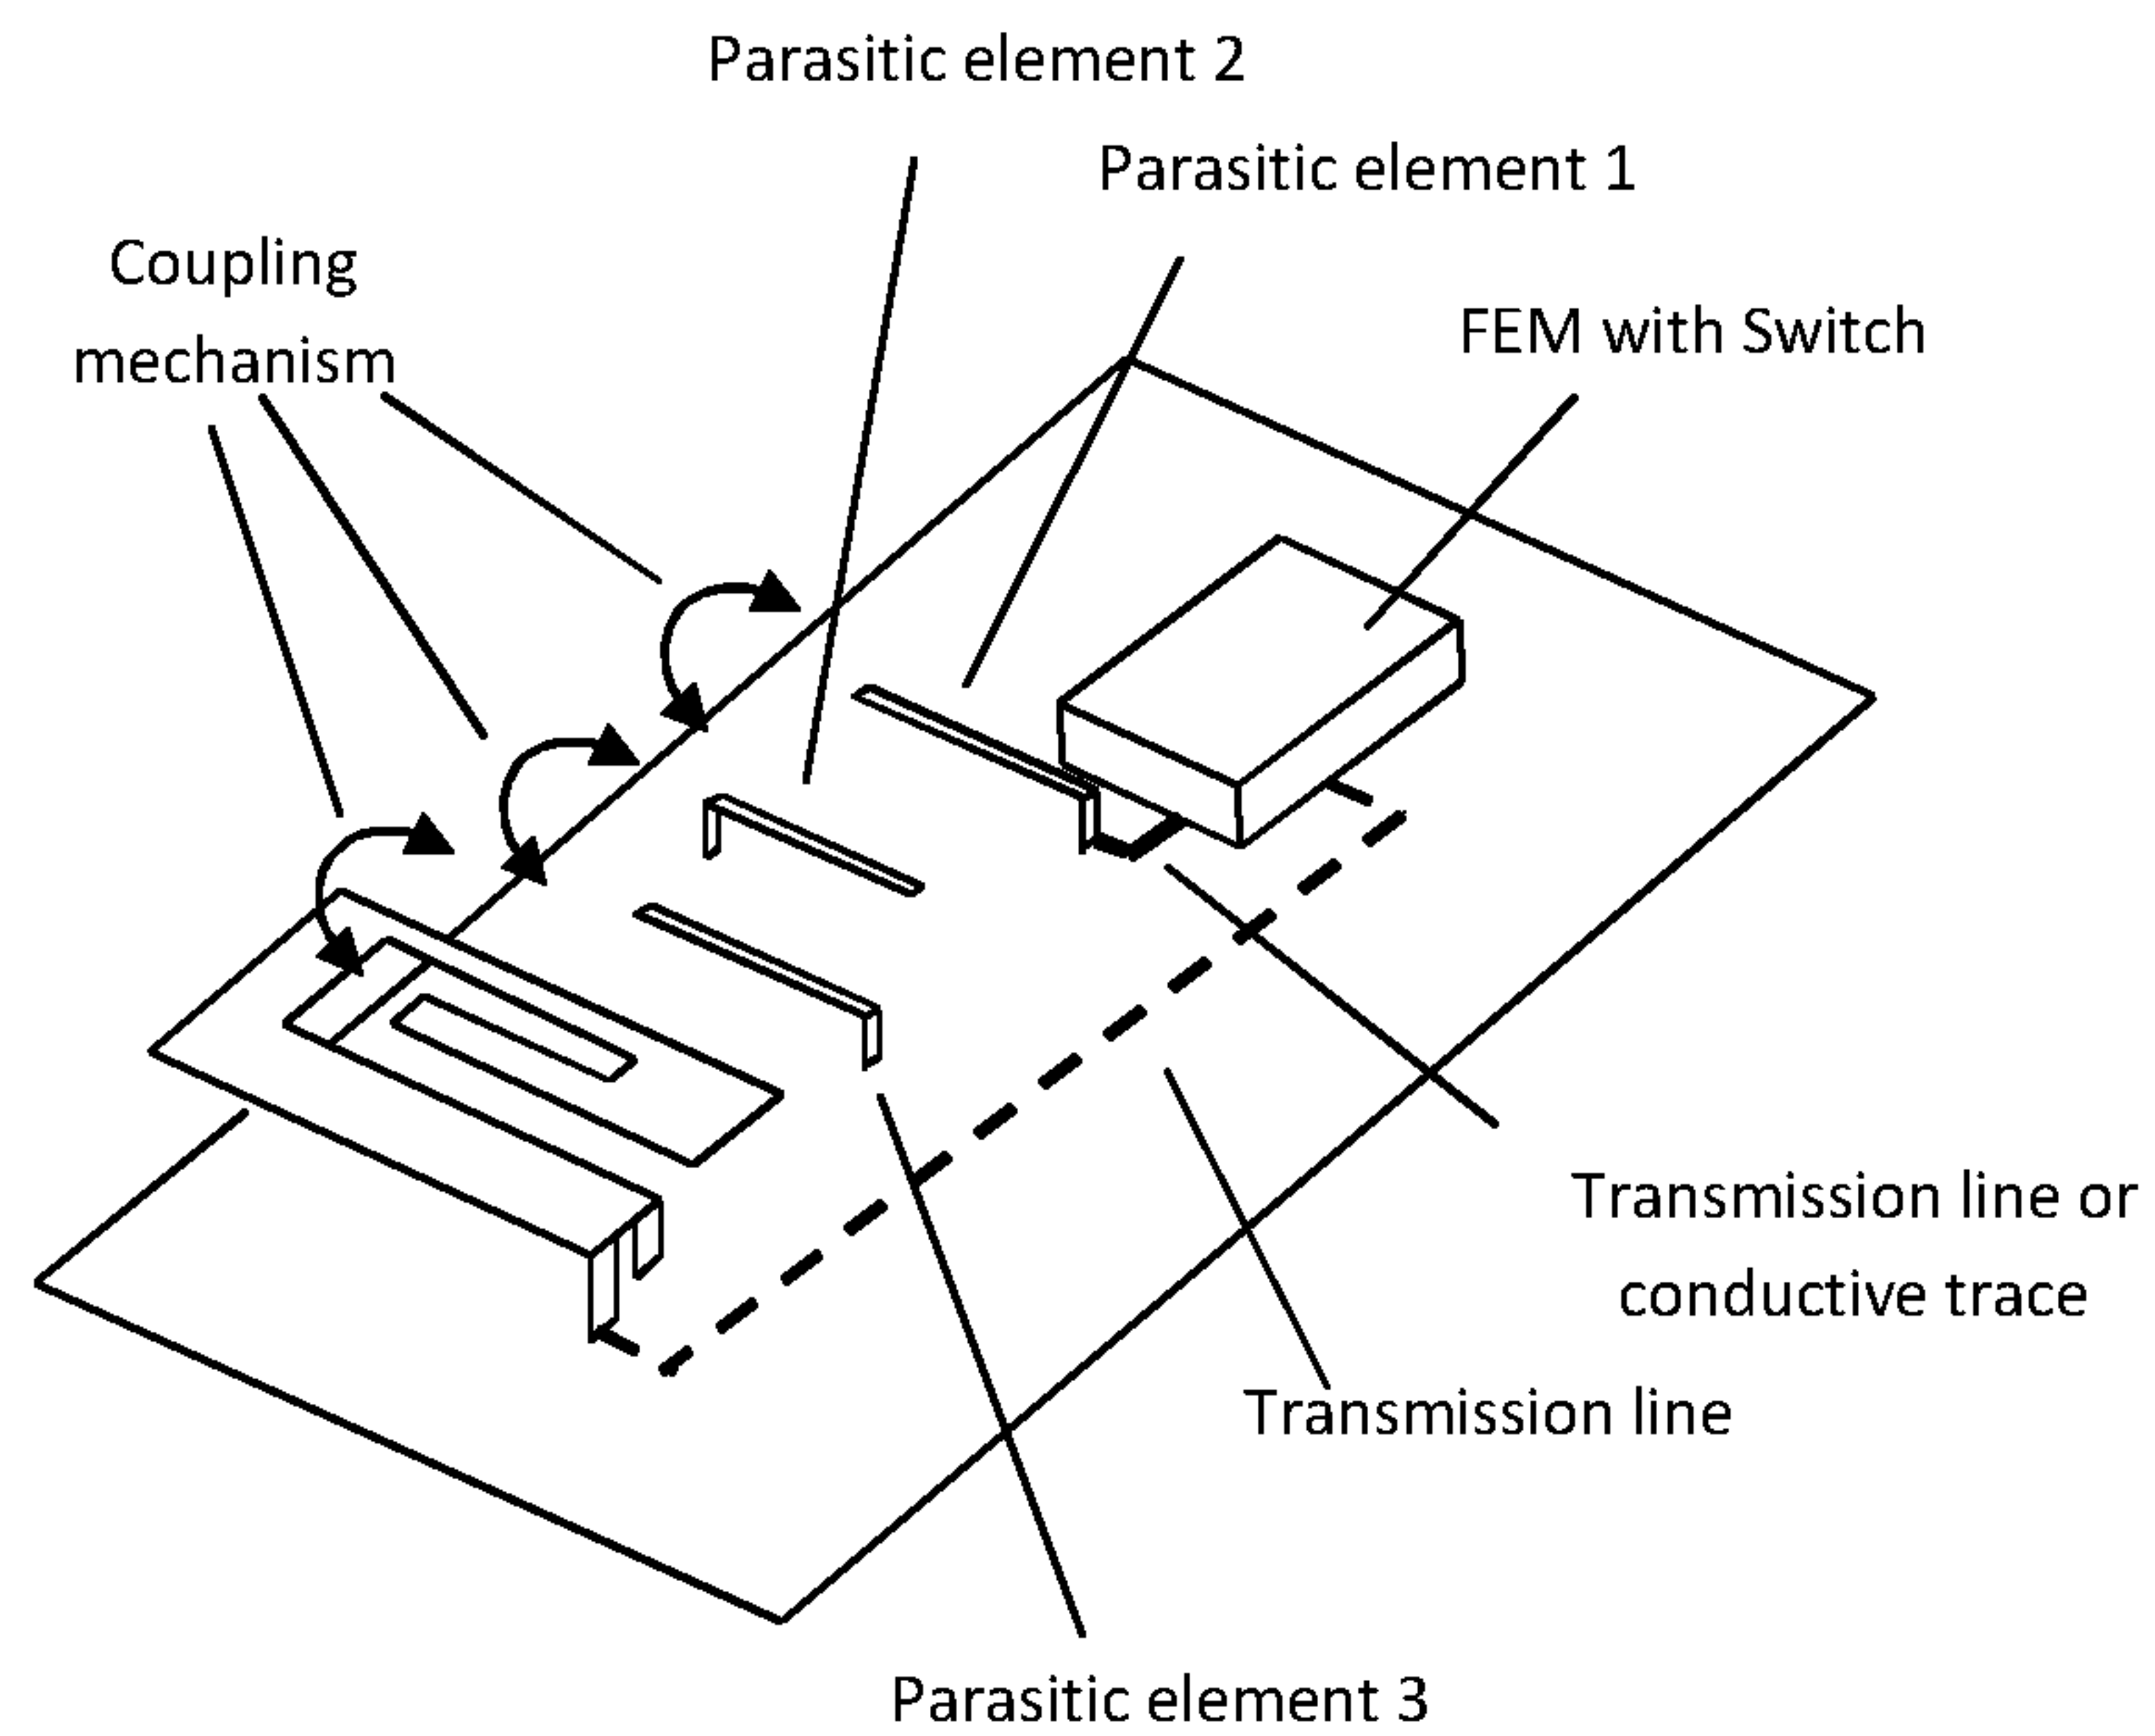 Parasitic element 2
Parasitic element 1
Coupling
mechanism
FEM with Switch
Transmission line or
conductive trace
Transmission line
Parasitic element 3